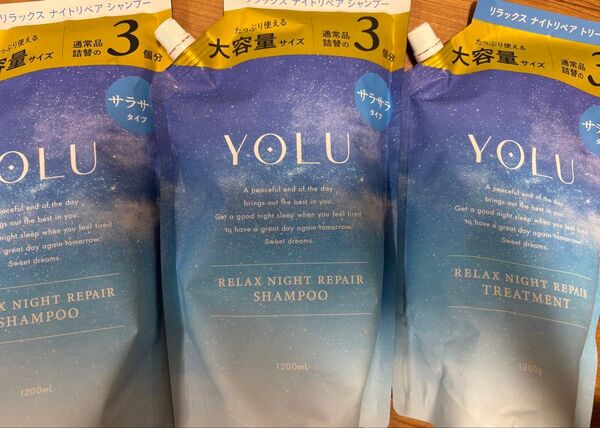 リラックス ナイトリペア シャンプー
たっぷり使える
大容量サイズ
通常品
詰替の
3
個分
サラサ
タイプ
YOLU
A peaceful end of the day
brings out the best in you.
Get a good night sleep when you feel tired
to have a great day again tomorrow.
Sweet dreams.
RELAX NIGHT REPAIR
SHAMPOO
1200mL
リラックス ナイトリペア シャンプー
たっぷり使える
大容量サイズ
通常品
詰替の
3
個分
サラサラ
タイプ
YOLU
A peaceful end of the day
brings out the best in you.
Get a good night sleep when you feel tired
to have a great day again tomorrow.
Sweet dreams.
RELAX NIGHT REPAIR
SHAMPOO
1200mL
リラックス ナイトリペア トリー
たっぷり使える
大容量サイズ
通常品
詰替の
3
サラ
タイ
YOLU
A peaceful end of the day
brings out the best in you.
Get a good night sleep when you feel tired
to have a great day again tomorrow.
Sweet dreams.
RELAX NIGHT REPAIR
TREATMENT
1200g